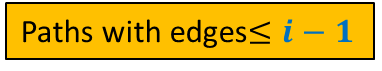 Paths with edges≤ i − 1